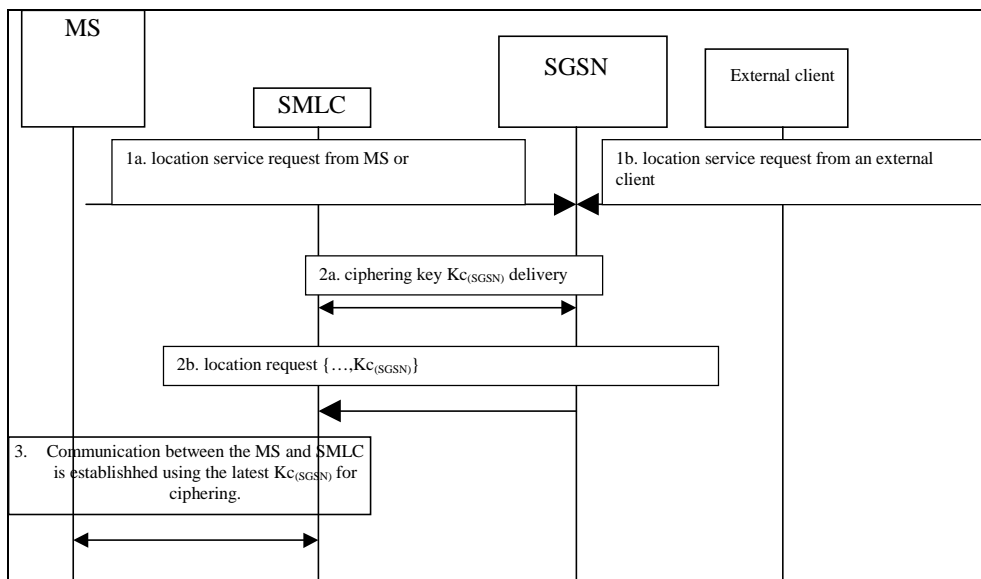 MS
SGSN
External client
SMLC
1a. location service request from MS or
1b. location service request from an external
client
2a. ciphering key Kc(SGSN) delivery
2b. location request {…,Kc(SGSN)}
3. Communication between the MS and SMLC
is establishhed using the latest Kc(SGSN) for
ciphering.